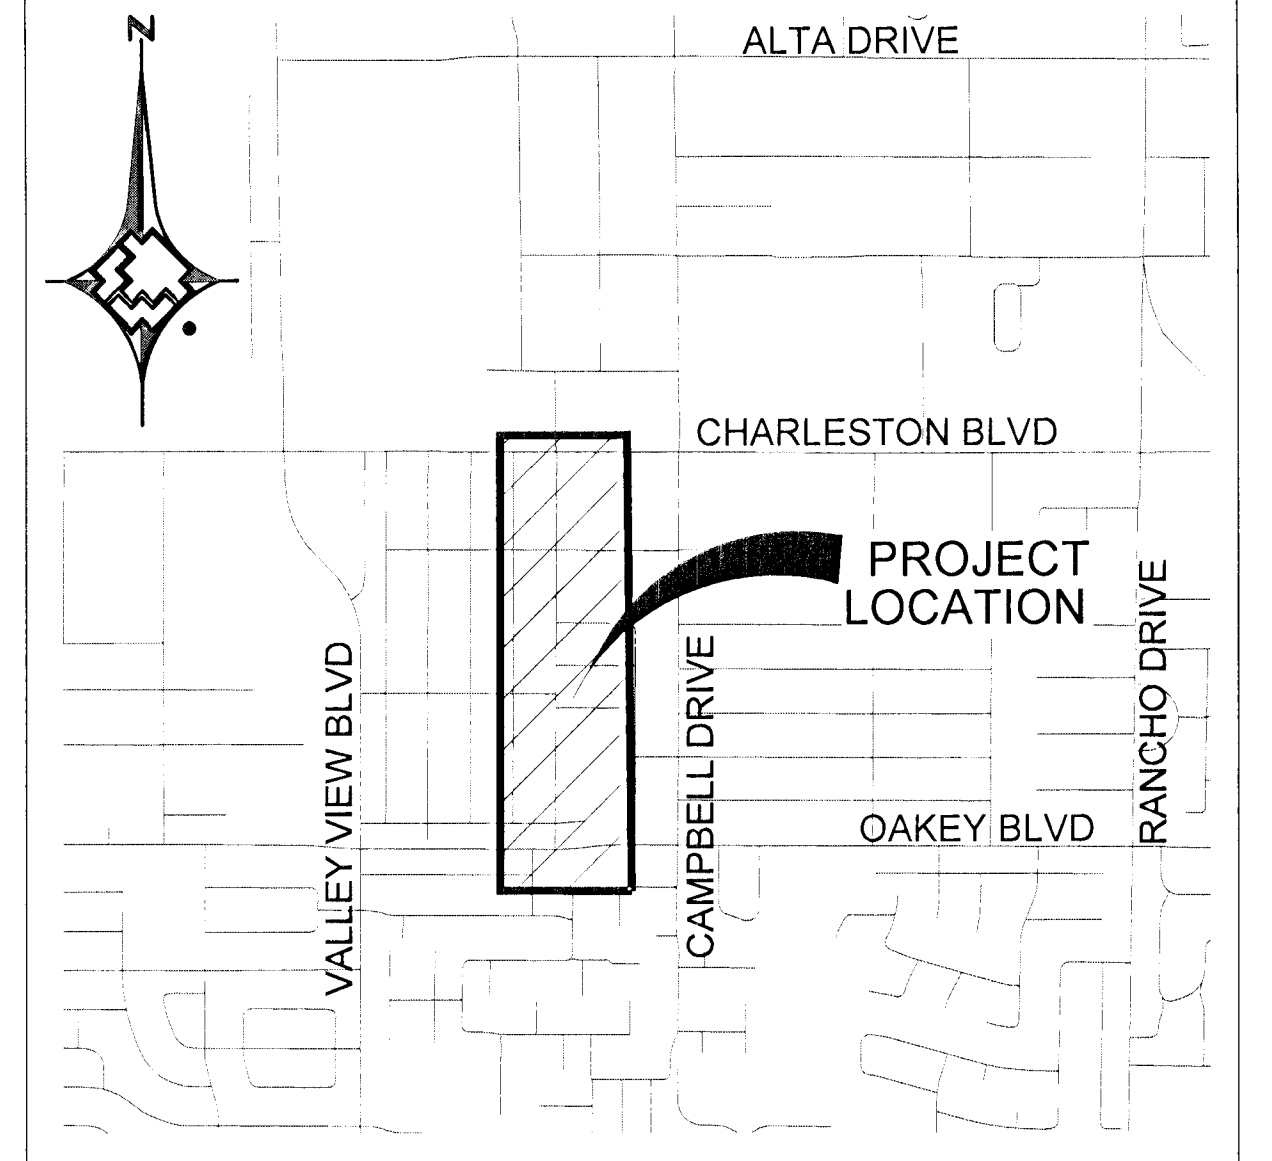 N
ALTA DRIVE
CHARLESTON BLVD
PROJECT
LOCATION
VALLEY VIEW BLVD
CAMPBELL DRIVE
RANCHO DRIVE
OAKEY BLVD